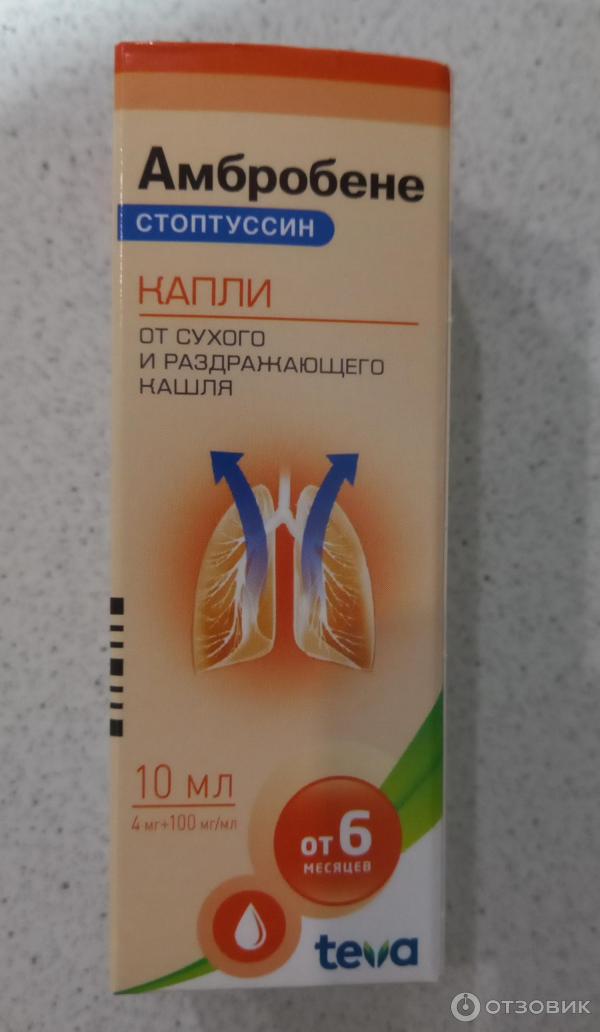 Амбробене
СТОПТУССИН
КАПЛИ
ОТ СУХОГО
И РАЗДРАЖАЮЩЕГО
КАШЛЯ
10 МЛ
4 мг+100 мг/мл
ОТ 6
МЕСЯЦЕВ
teva
ОТЗОВИК